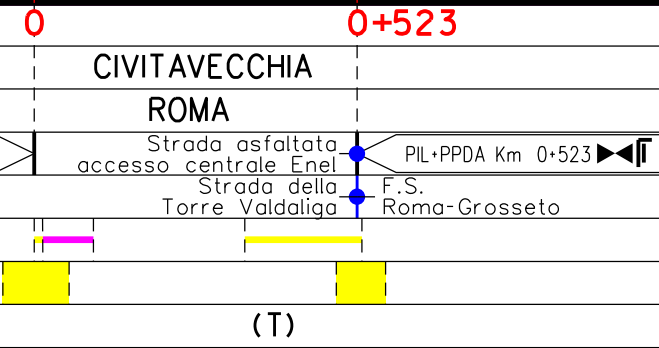 0 0+523
CIVITAVECCHIA
ROMA
Strada asfaltata
accesso centrale Enel
PIL+PPDA Km 0+523
Strada della
Torre Valdaliga
F.S.
Roma-Grosseto
(T)